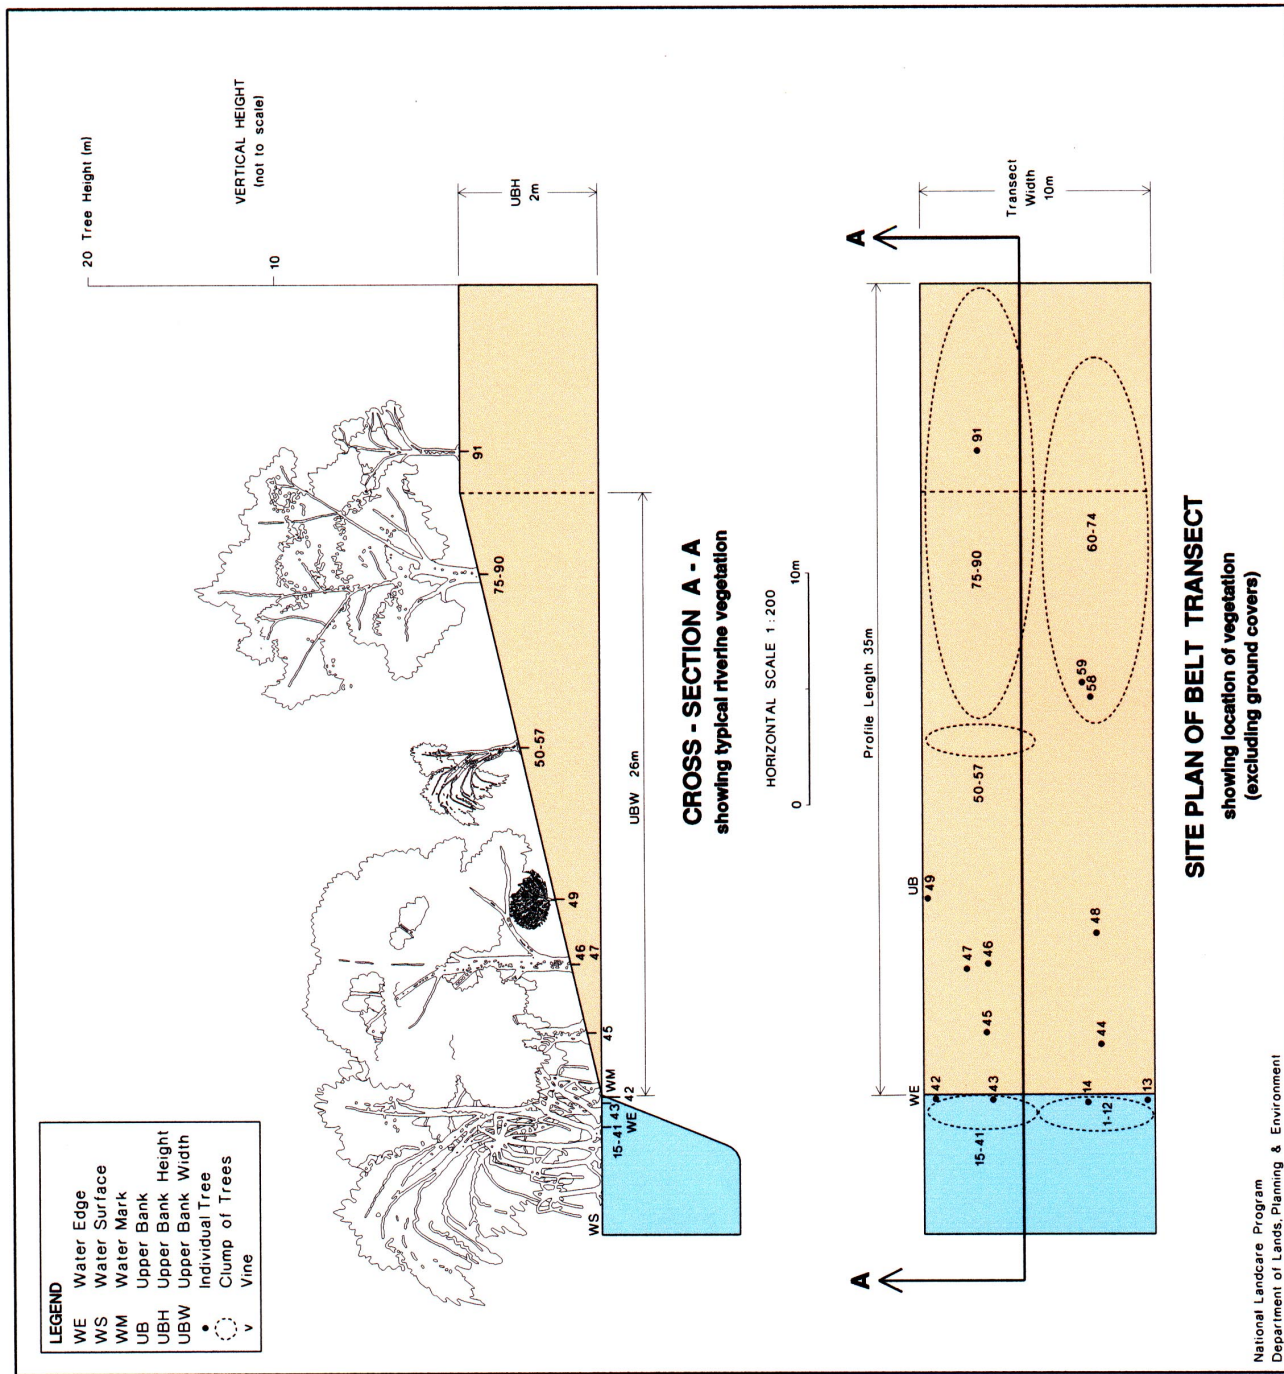 LEGEND
WE Water Edge
WS Water Surface
WM Water Mark
UB Upper Bank
UBH Upper Bank Height
UBW Upper Bank Width
• Individual Tree
Clump of Trees
v Vine
20 Tree Height (m)
10
VERTICAL HEIGHT
(not to scale)
UBH
2m
91
75-90
50-57
49
46
47
45
WM
42
43
WE
15-41
WS
UBW 26m
CROSS - SECTION A - A
showing typical riverine vegetation
HORIZONTAL SCALE 1:200
0
10m
Profile Length 35m
Transect
Width
10m
A
A
WE
UB
42
43
15-41
14
1-12
13
45
44
47
46
49
48
50-57
59
58
75-90
60-74
91
SITE PLAN OF BELT TRANSECT
showing location of vegetation
(excluding ground covers)
National Landcare Program
Department of Lands, Planning & Environment